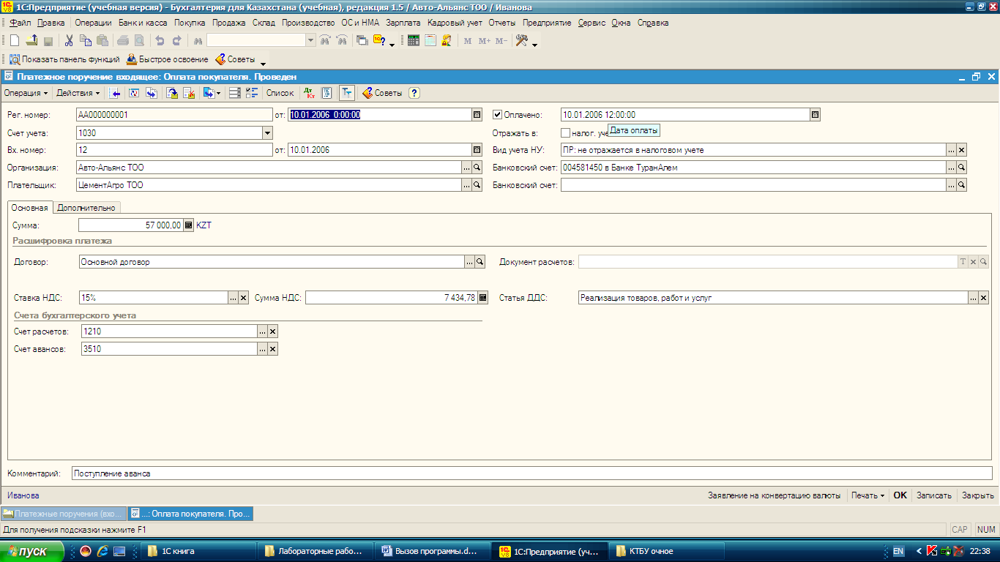 1С:Предприятие (учебная версия) - Бухгалтерия для Казахстана (учебная), редакция 1.5 / Авто-Альянс ТОО / Иванова
Файл Правка Операции Банк и касса Покупка Продажа Склад Производство ОС и НМА Зарплата Кадровый учет Отчеты Предприятие Сервис Окна Справка
M M+ M-
Показать панель функций Быстрое освоение Советы
Платежное поручение входящее: Оплата покупателя. Проведен
Операция Действия Список Дт Кт Советы
Рег. номер: АА000000001 от: 10.01.2006 0:00:00 Оплачено: 10.01.2006 12:00:00
Счет учета: 1030 Отражать в: налог. уче Дата оплаты
Вх. номер: 12 от: 10.01.2006 Вид учета НУ: ПР: не отражается в налоговом учете
Организация: Авто-Альянс ТОО Банковский счет: 004581450 в Банке ТуранАлем
Плательщик: ЦементАгро ТОО Банковский счет:
Основная Дополнительно
Сумма: 57 000,00 KZT
Расшифровка платежа
Договор: Основной договор Документ расчетов: T
Ставка НДС: 15% Сумма НДС: 7 434,78 Статья ДДС: Реализация товаров, работ и услуг
Счета бухгалтерского учета
Счет расчетов: 1210
Счет авансов: 3510
Комментарий: Поступление аванса
Иванова Заявление на конвертацию валюты Печать OK Записать Закрыть
Платежные поручения (вхо... ...: Оплата покупателя. Про...
Для получения подсказки нажмите F1 CAP NUM
пуск 1С книга Лабораторные рабо... Вызов программы.d... 1С:Предприятие (уч... КТБУ очное EN 22:38